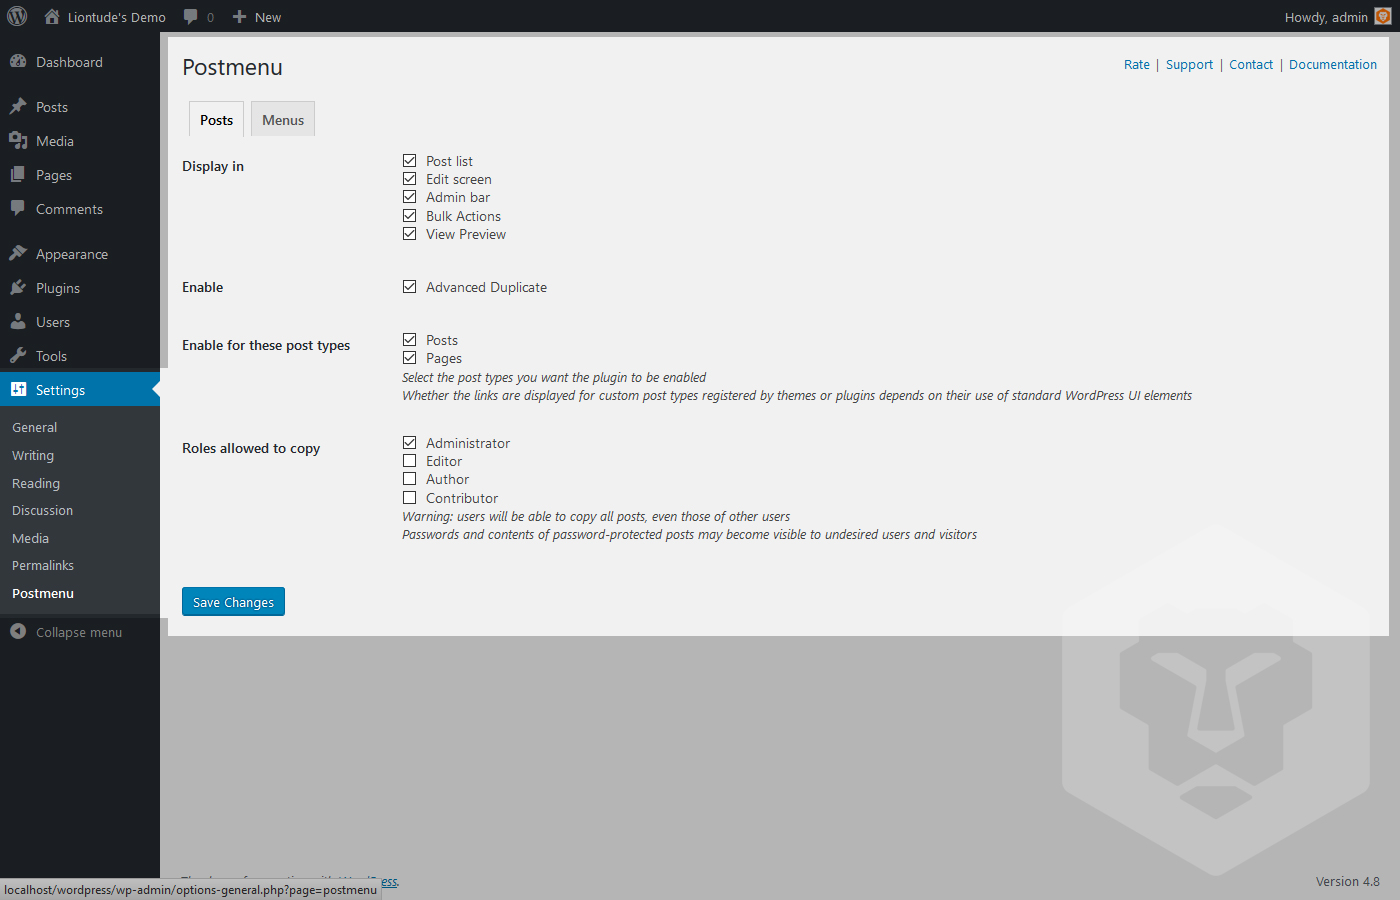 Liontude's Demo 0 New Howdy, admin
Dashboard
Posts
Media
Pages
Comments
Appearance
Plugins
Users
Tools
Settings
General
Writing
Reading
Discussion
Media
Permalinks
Postmenu
Collapse menu
Postmenu
Rate | Support | Contact | Documentation
Posts Menus
Display in
Post list
Edit screen
Admin bar
Bulk Actions
View Preview
Enable
Advanced Duplicate
Enable for these post types
Posts
Pages
Select the post types you want the plugin to be enabled
Whether the links are displayed for custom post types registered by themes or plugins depends on their use of standard WordPress UI elements
Roles allowed to copy
Administrator
Editor
Author
Contributor
Warning: users will be able to copy all posts, even those of other users
Passwords and contents of password-protected posts may become visible to undesired users and visitors
Save Changes
Version 4.8
localhost/wordpress/wp-admin/options-general.php?page=postmenu